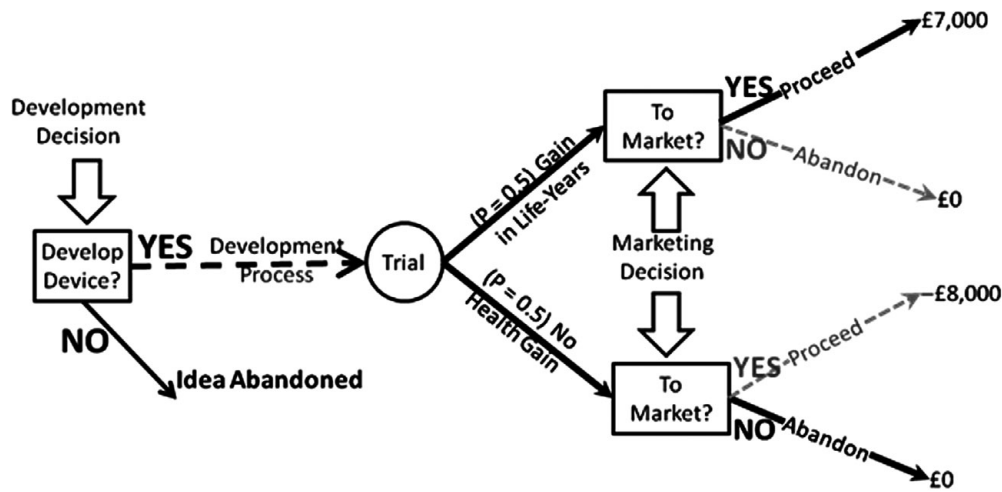 Development
Decision
Develop
Device?
YES
Development
Process
NO
Idea Abandoned
Trial
(P = 0.5) Gain
in Life-Years
(P = 0.5) No
Health Gain
To
Market?
YES
Proceed
£7,000
NO
Abandon
£0
Marketing
Decision
To
Market?
YES
Proceed
-£8,000
NO
Abandon
£0